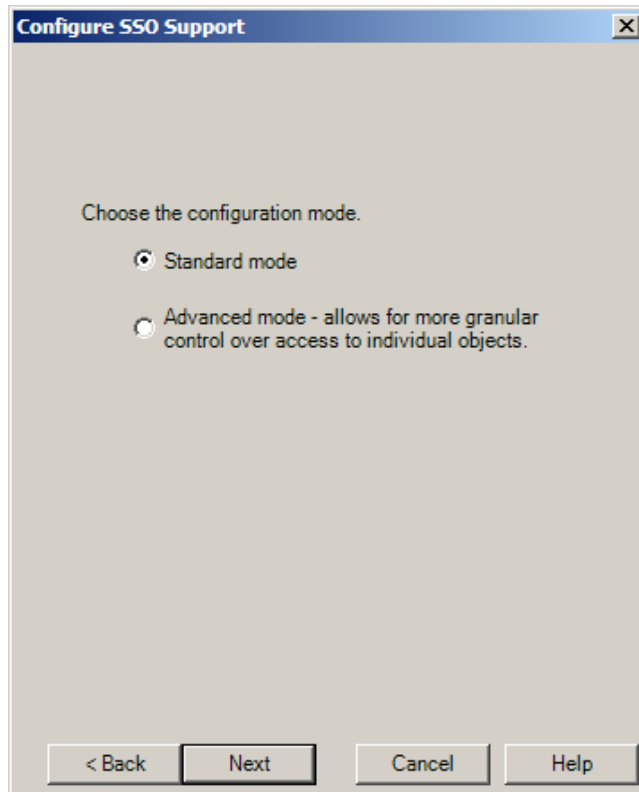 Configure SSO Support
Choose the configuration mode.
Standard mode
Advanced mode - allows for more granular
control over access to individual objects.
< Back Next Cancel Help